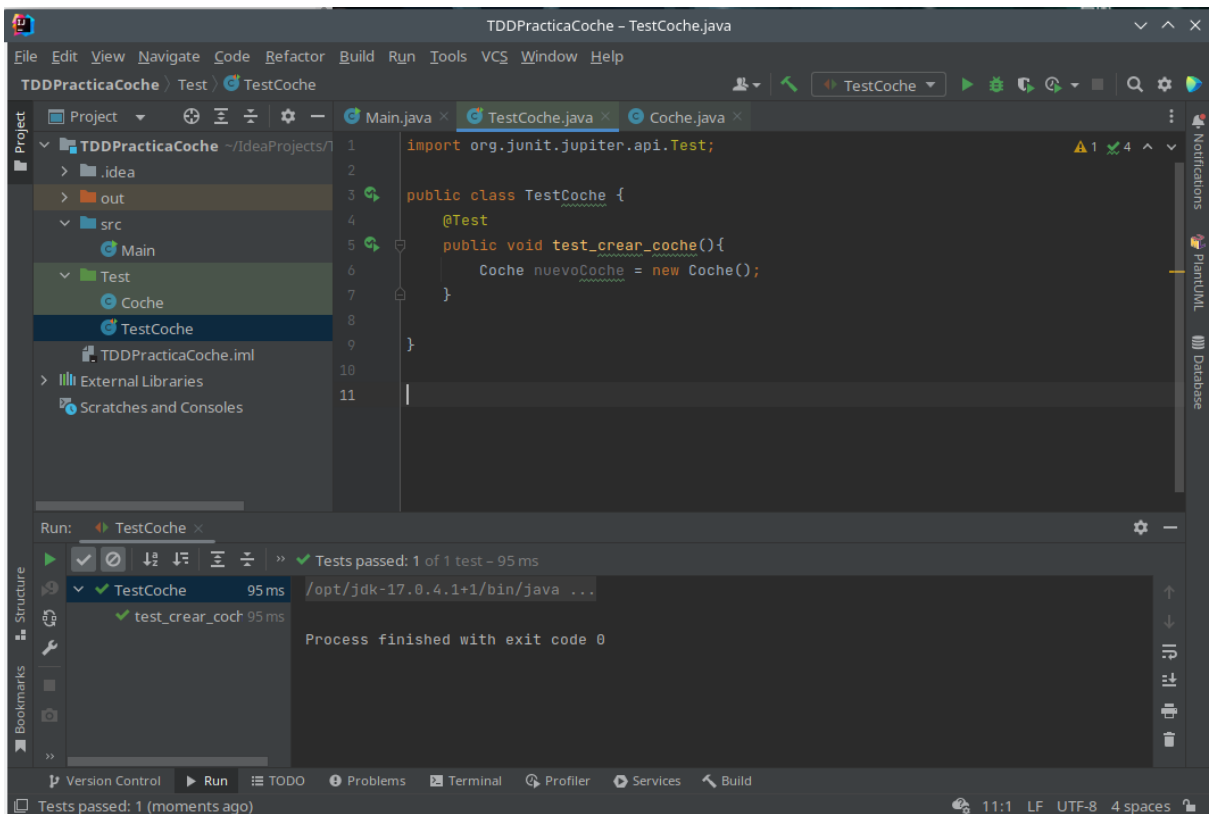 TDDPracticaCoche – TestCoche.java
File Edit View Navigate Code Refactor Build Run Tools VCS Window Help
TDDPracticaCoche Test TestCoche
TestCoche
Project
Main.java TestCoche.java Coche.java
Project
Notifications
PlantUML
Database
TDDPracticaCoche ~/IdeaProjects/T
.idea
out
src
Main
Test
Coche
TestCoche
TDDPracticaCoche.iml
External Libraries
Scratches and Consoles
1 import org.junit.jupiter.api.Test;
2
3 public class TestCoche {
4 @Test
5 public void test_crear_coche(){
6 Coche nuevoCoche = new Coche();
7 }
8
9 }
10
11
1 4
Run: TestCoche
Tests passed: 1 of 1 test – 95 ms
TestCoche 95 ms
test_crear_coch 95 ms
/opt/jdk-17.0.4.1+1/bin/java ...
Process finished with exit code 0
Structure
Bookmarks
Version Control Run TODO Problems Terminal Profiler Services Build
Tests passed: 1 (moments ago)
11:1 LF UTF-8 4 spaces